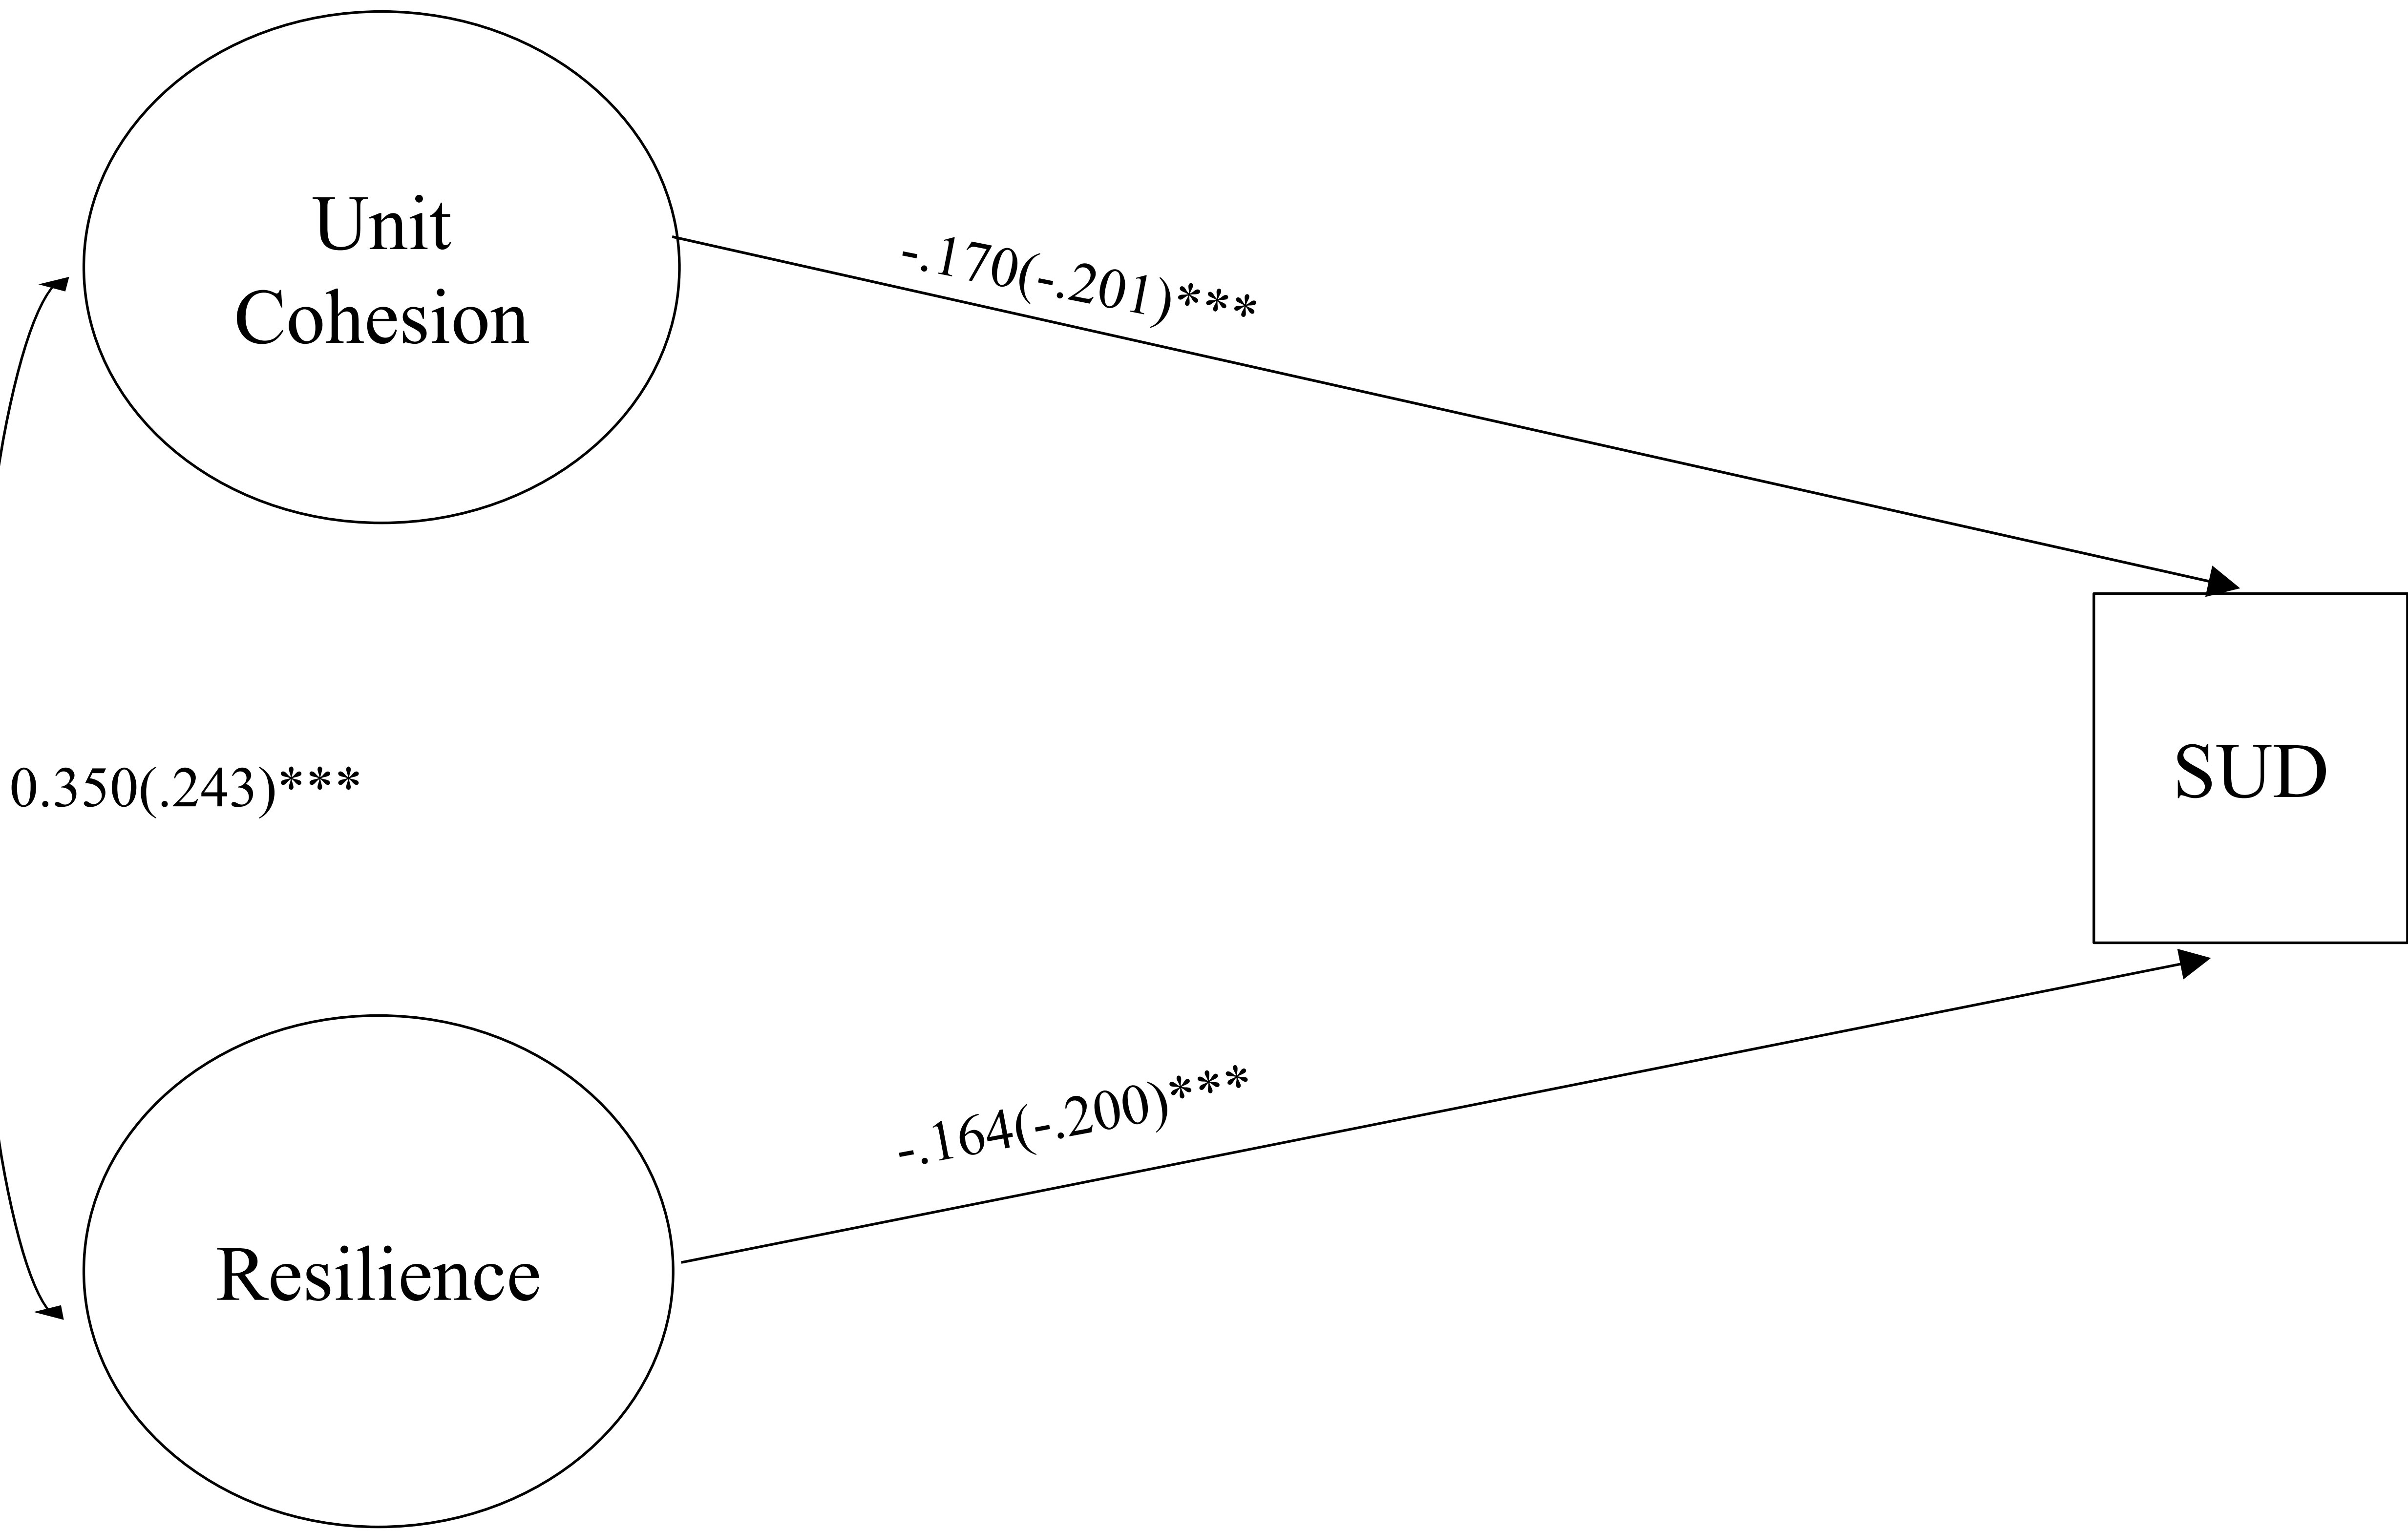 Unit
Cohesion
-.170(-.201)***
0.350(.243)***
SUD
-.164(-.200)***
Resilience